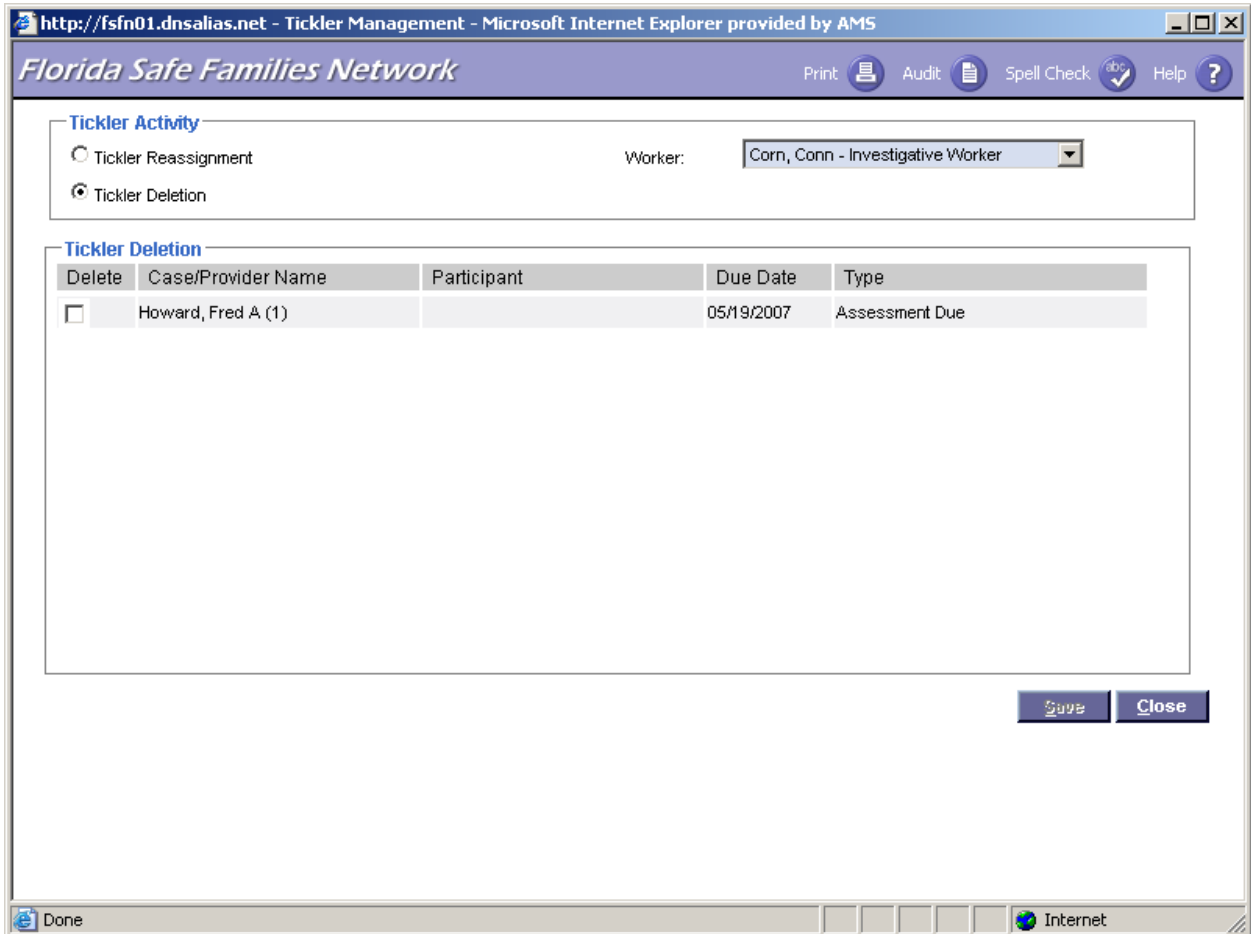 http://fsfn01.dnsalias.net - Tickler Management - Microsoft Internet Explorer provided by AMS
Florida Safe Families Network Print Audit abc Spell Check Help ?
Tickler Activity
Tickler Reassignment Worker: Corn, Conn - Investigative Worker
Tickler Deletion
Tickler Deletion
Delete Case/Provider Name Participant Due Date Type
Howard, Fred A (1) 05/19/2007 Assessment Due
Save Close
Done Internet